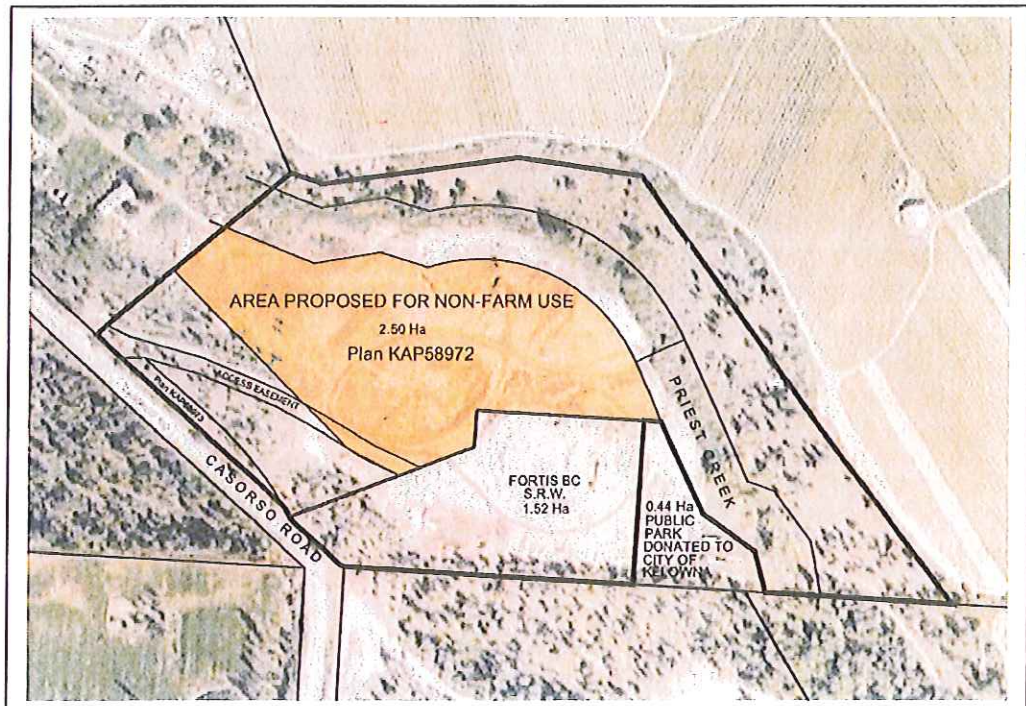 AREA PROPOSED FOR NON-FARM USE
2.50 Ha
Plan KAP58972
ACCESS EASEMENT
CASORSO ROAD
FORTIS BC
S.R.W.
1.52 Ha
0.44 Ha
PUBLIC
PARK
DONATED TO
CITY OF
KELOWNA
PRIEST CREEK